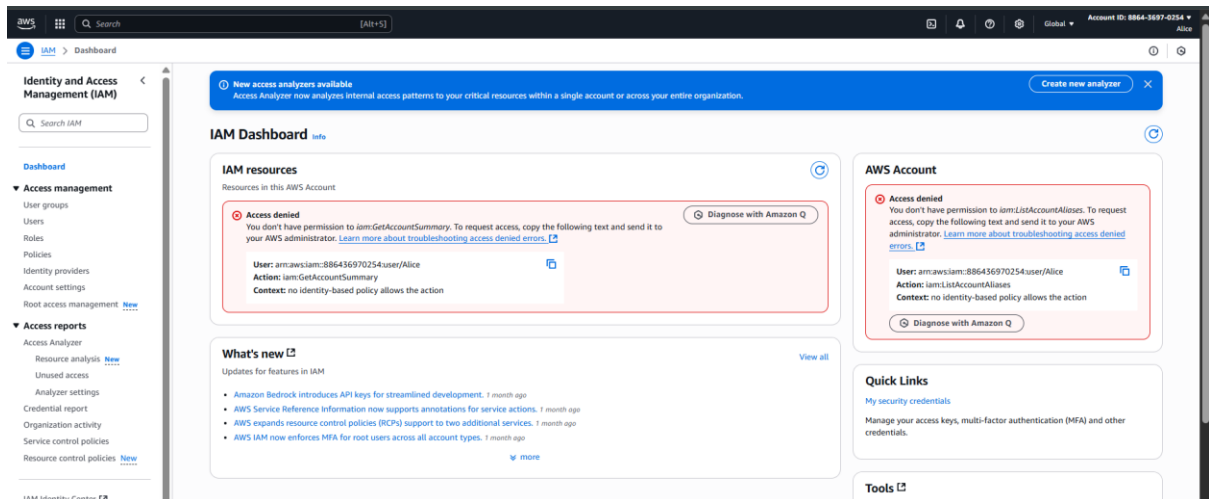 aws
Search
[Alt+S]
Global
Account ID: 8864-3697-0254
Alice
IAM > Dashboard
Identity and Access
Management (IAM)
Search IAM
Dashboard
Access management
User groups
Users
Roles
Policies
Identity providers
Account settings
Root access management New
Access reports
Access Analyzer
Resource analysis New
Unused access
Analyzer settings
Credential report
Organization activity
Service control policies
Resource control policies New
IAM Identity Center
New access analyzers available
Access Analyzer now analyzes internal access patterns to your critical resources within a single account or across your entire organization.
Create new analyzer
IAM Dashboard Info
IAM resources
Resources in this AWS Account
Access denied
You don't have permission to iam:GetAccountSummary. To request access, copy the following text and send it to
your AWS administrator. Learn more about troubleshooting access denied errors.
Diagnose with Amazon Q
User: arn:aws:iam::886436970254:user/Alice
Action: iam:GetAccountSummary
Context: no identity-based policy allows the action
What's new
View all
Updates for features in IAM
Amazon Bedrock introduces API keys for streamlined development. 1 month ago
AWS Service Reference Information now supports annotations for service actions. 1 month ago
AWS expands resource control policies (RCPs) support to two additional services. 1 month ago
AWS IAM now enforces MFA for root users across all account types. 1 month ago
more
AWS Account
Access denied
You don't have permission to iam:ListAccountAliases. To request
access, copy the following text and send it to your AWS
administrator. Learn more about troubleshooting access denied
errors.
User: arn:aws:iam::886436970254:user/Alice
Action: iam:ListAccountAliases
Context: no identity-based policy allows the action
Diagnose with Amazon Q
Quick Links
My security credentials
Manage your access keys, multi-factor authentication (MFA) and other
credentials.
Tools